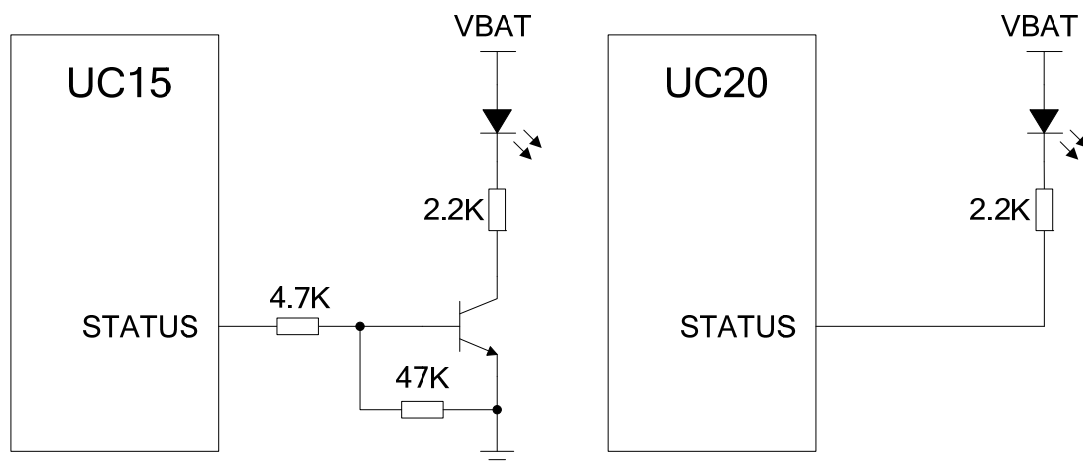 VBAT
UC15
2.2K
4.7K
STATUS
47K
VBAT
UC20
2.2K
STATUS